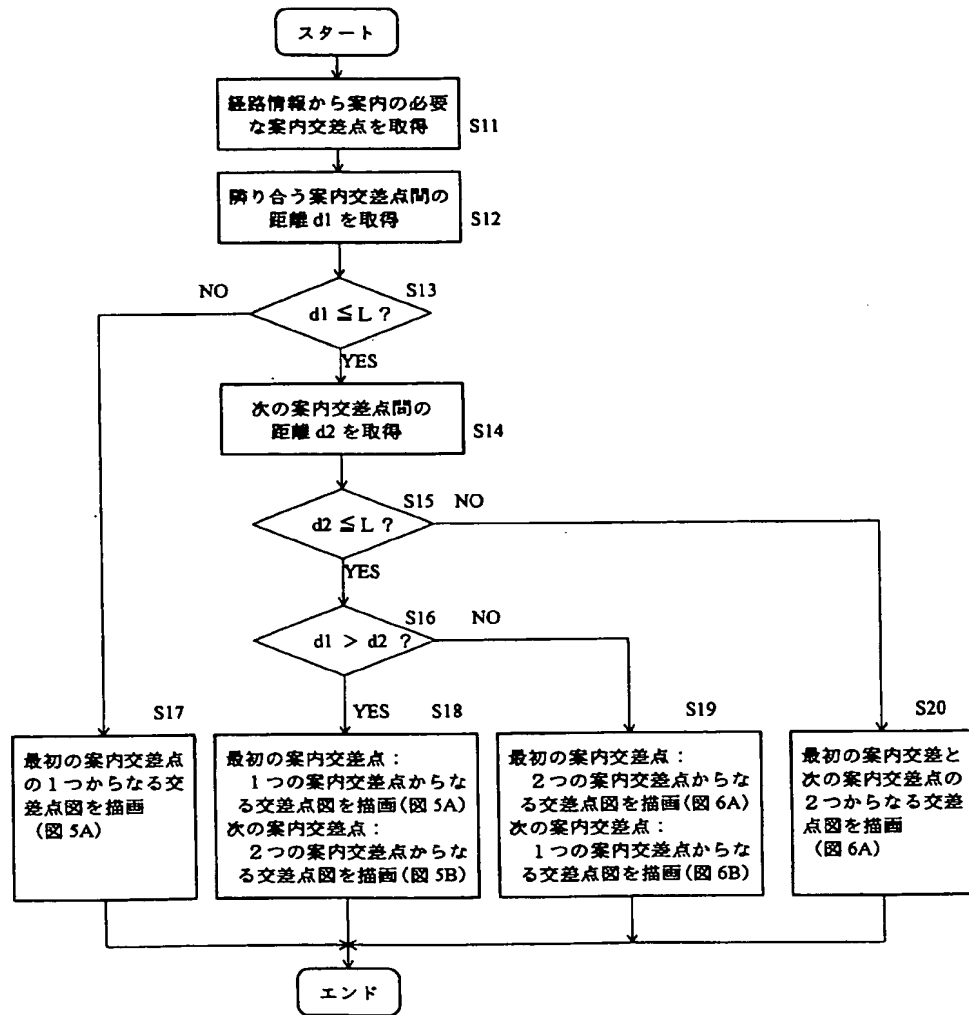 スタート
経路情報から案内の必要
な案内交差点を取得
S11
隣り合う案内交差点間の
距離 d1 を取得
S12
S13
NO
d1 ≦ L ?
YES
次の案内交差点間の
距離 d2 を取得
S14
S15
NO
d2 ≦ L ?
YES
S16
NO
d1 > d2 ?
YES
S17
最初の案内交差点
の1つからなる交
差点図を描画
(図 5A)
S18
最初の案内交差点:
1つの案内交差点からな
る交差点図を描画(図 5A)
次の案内交差点:
2つの案内交差点からな
る交差点図を描画(図 5B)
S19
最初の案内交差点:
2つの案内交差点からな
る交差点図を描画(図 6A)
次の案内交差点:
1つの案内交差点からな
る交差点図を描画(図 6B)
S20
最初の案内交差と
次の案内交差点の
2つからなる交差
点図を描画
(図 6A)
エンド